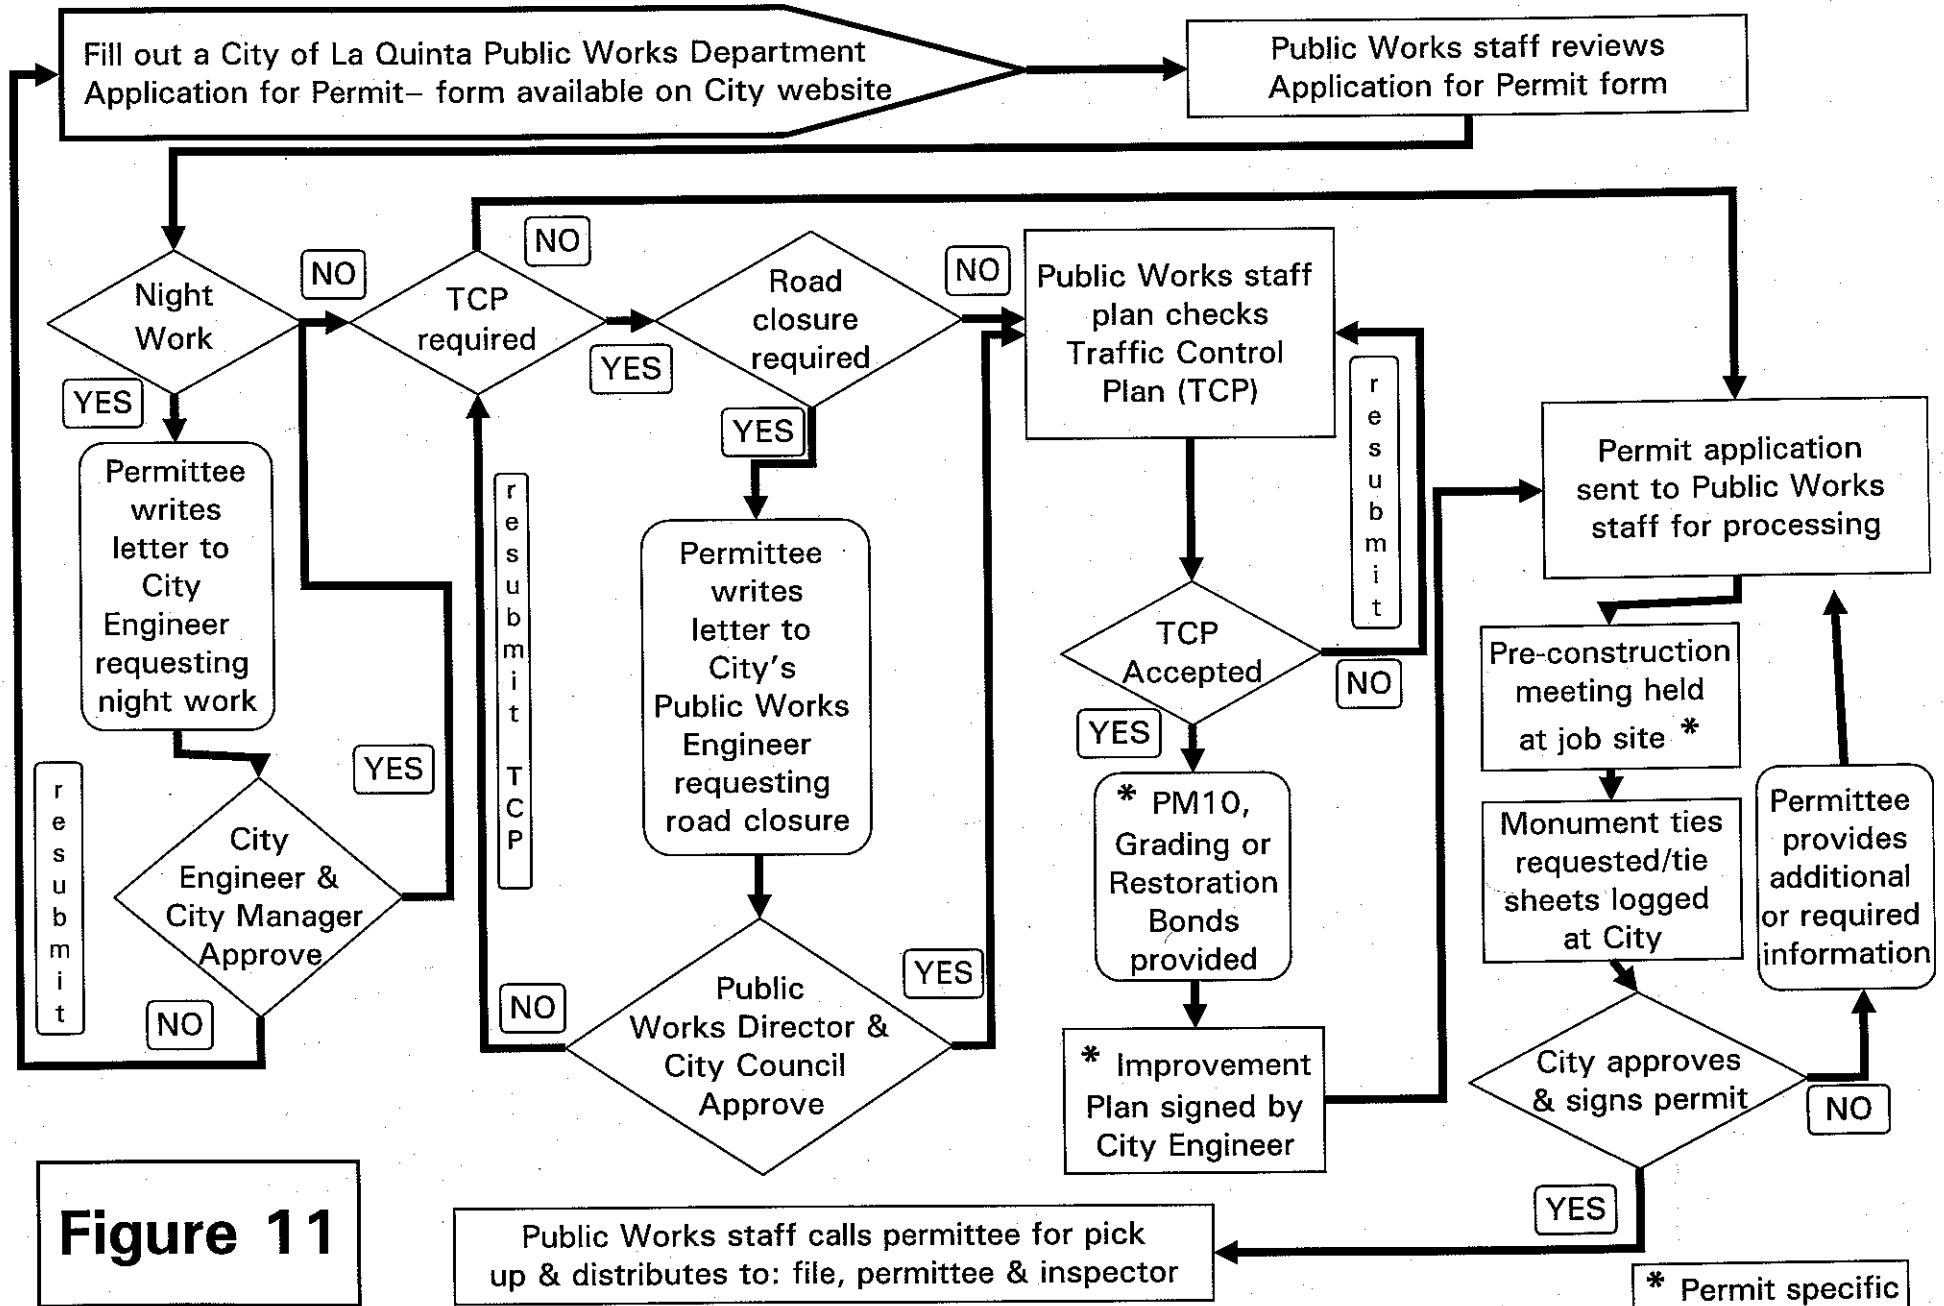 Fill out a City of La Quinta Public Works Department
Application for Permit– form available on City website
Public Works staff reviews
Application for Permit form
Night
Work
NO
YES
TCP
required
NO
YES
Road
closure
required
NO
YES
Public Works staff
plan checks
Traffic Control
Plan (TCP)
resubmit
Permit application
sent to Public Works
staff for processing
Permittee
writes
letter to
City
Engineer
requesting
night work
resubmit
City
Engineer &
City Manager
Approve
YES
NO
resubmit TCP
Permittee
writes
letter to
City's
Public Works
Engineer
requesting
road closure
Public
Works Director &
City Council
Approve
NO
YES
TCP
Accepted
NO
YES
* PM10,
Grading or
Restoration
Bonds
provided
* Improvement
Plan signed by
City Engineer
Pre-construction
meeting held
at job site *
Monument ties
requested/tie
sheets logged
at City
Permittee
provides
additional
or required
information
City approves
& signs permit
NO
YES
Public Works staff calls permittee for pick
up & distributes to: file, permittee & inspector
Figure 11
* Permit specific